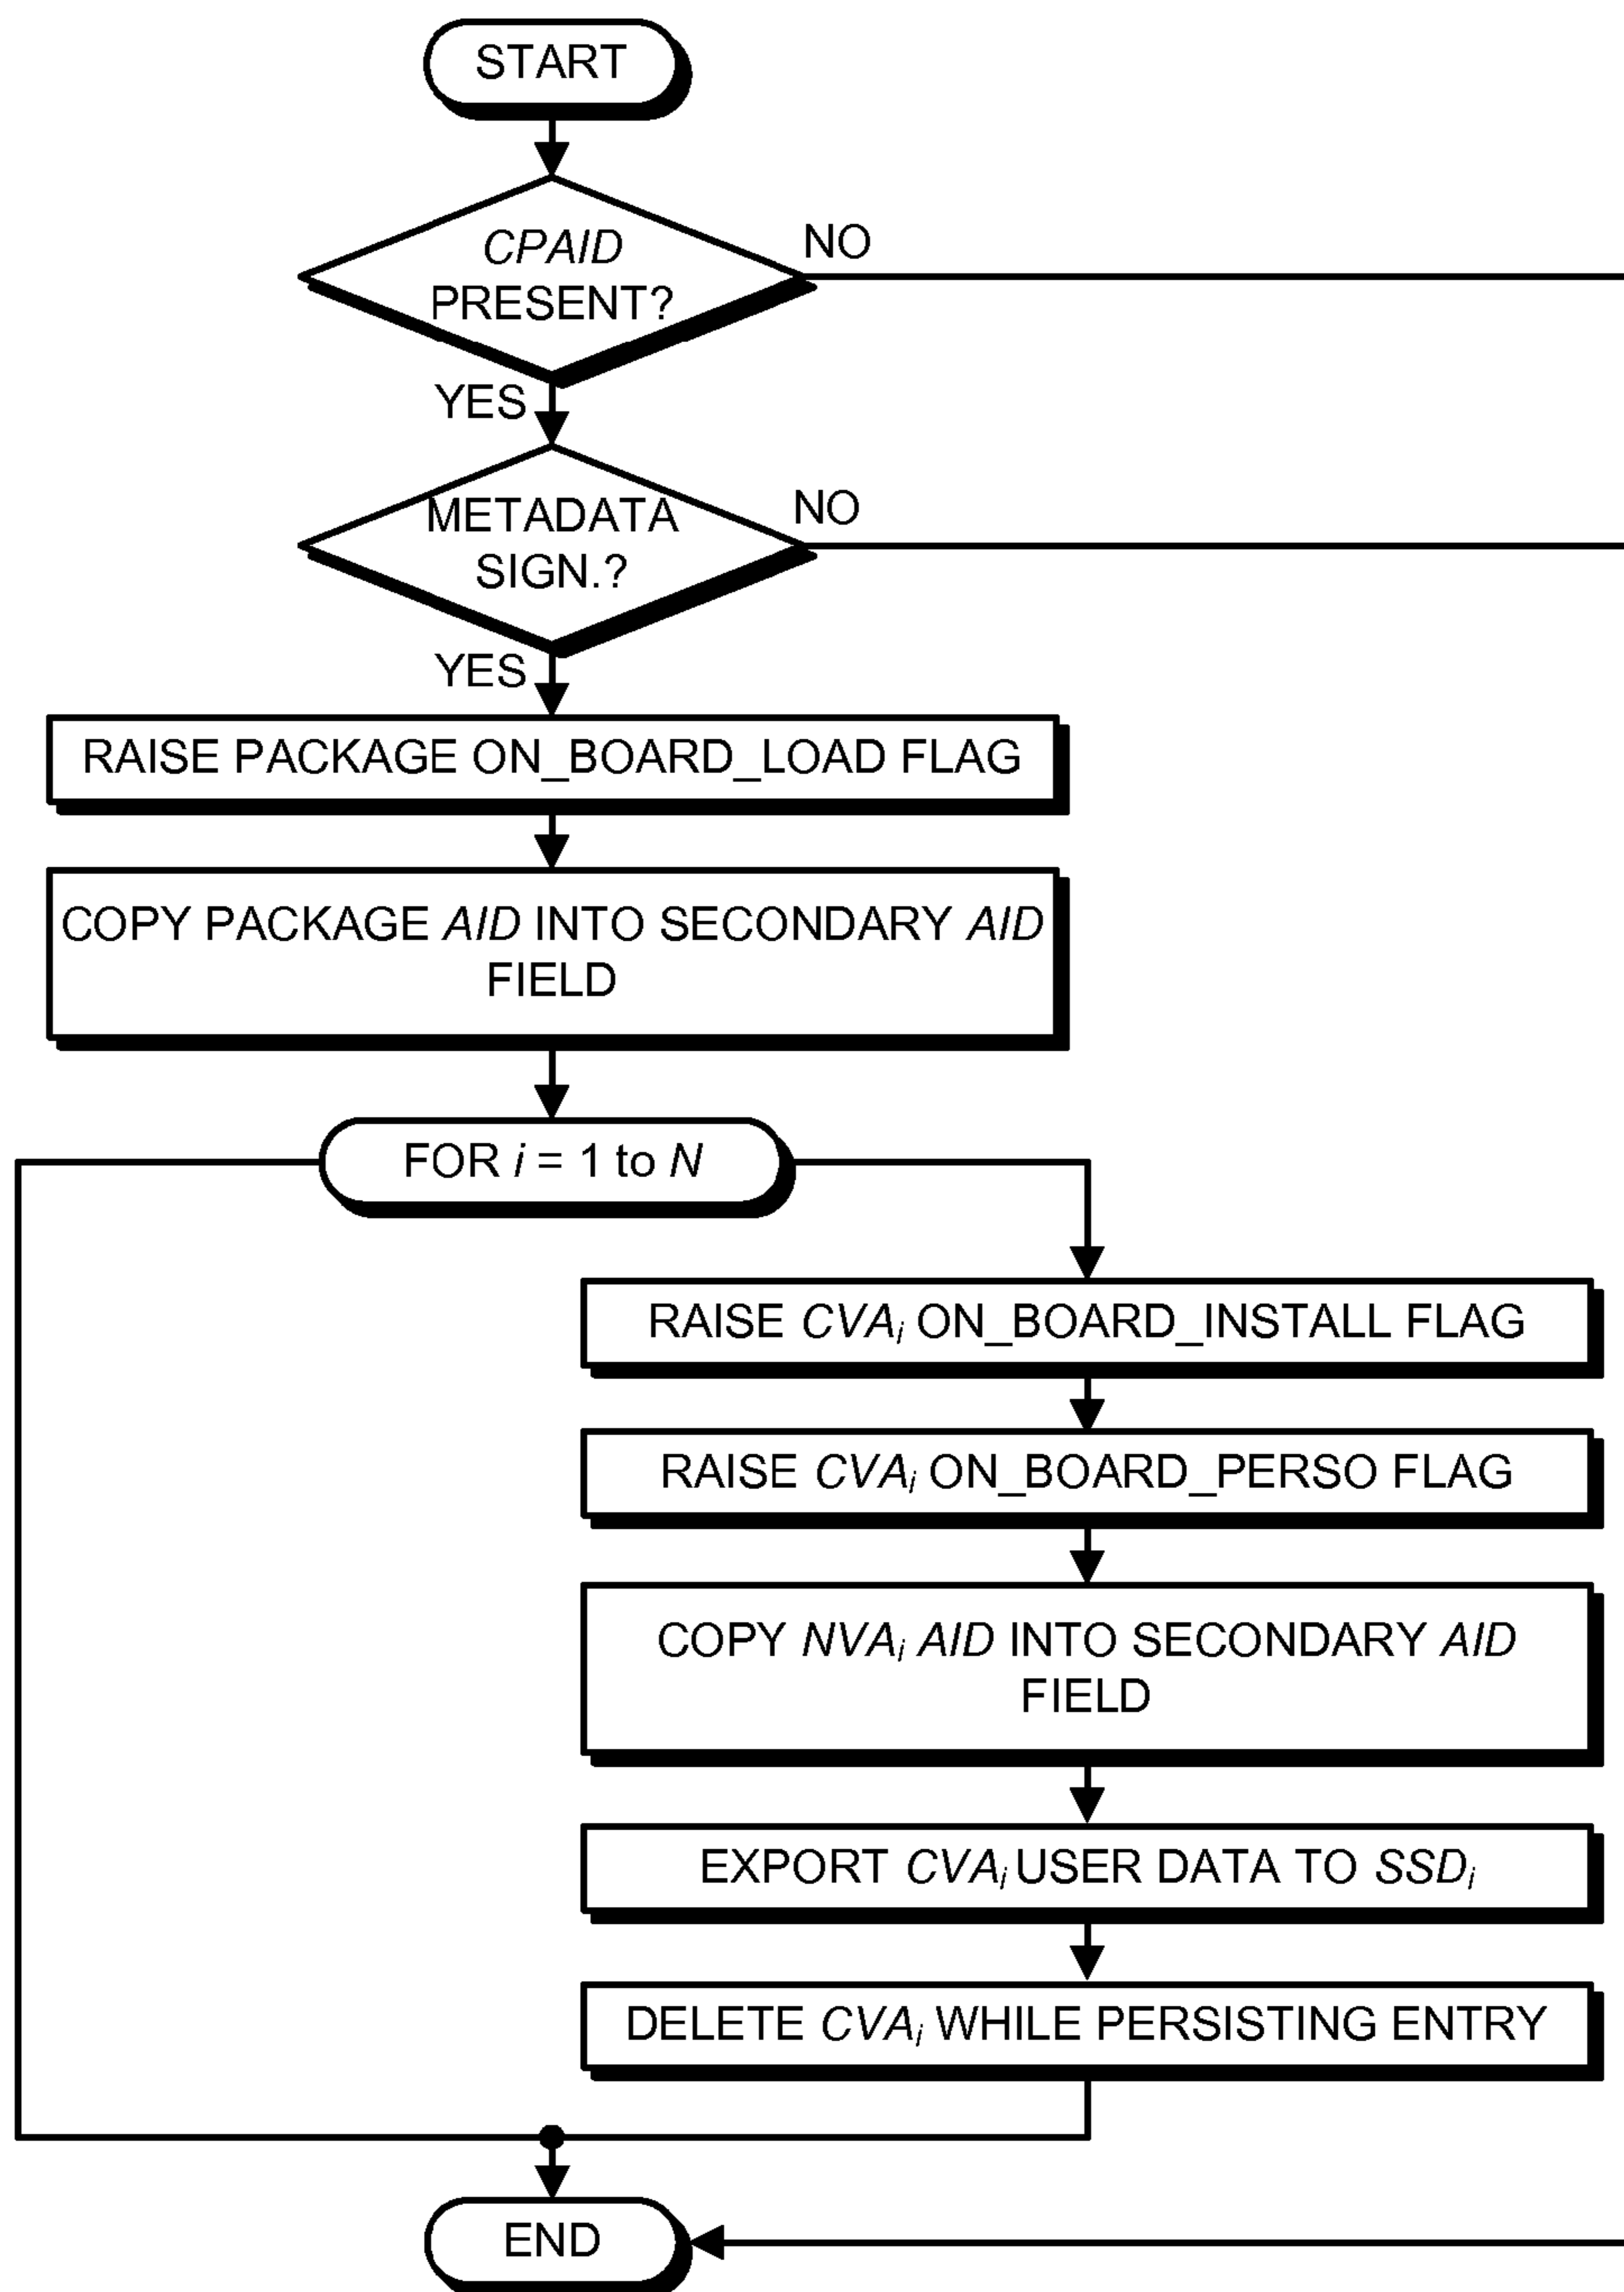 START
CPAID
PRESENT?
NO
YES
METADATA
SIGN.?
NO
YES
RAISE PACKAGE ON_BOARD_LOAD FLAG
COPY PACKAGE AID INTO SECONDARY AID
FIELD
FOR i = 1 to N
RAISE CVAi ON_BOARD_INSTALL FLAG
RAISE CVAi ON_BOARD_PERSO FLAG
COPY NVAi AID INTO SECONDARY AID
FIELD
EXPORT CVAi USER DATA TO SSDi
DELETE CVAi WHILE PERSISTING ENTRY
END